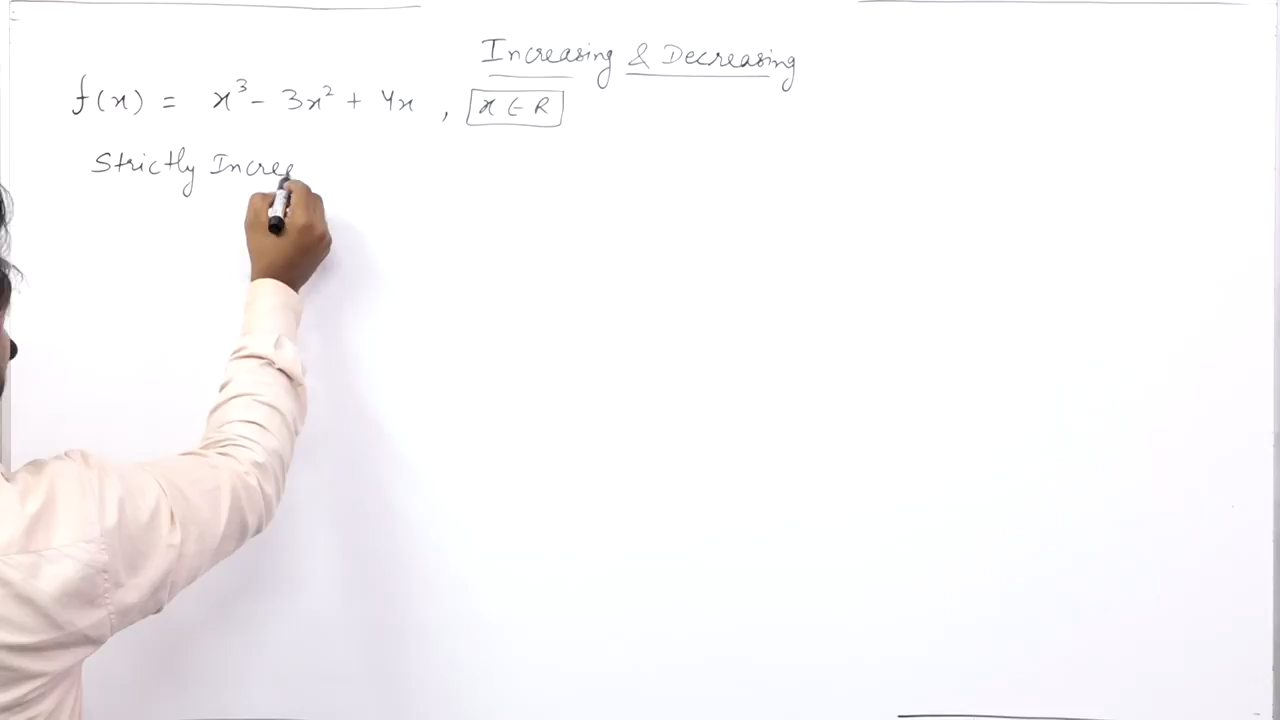 Increasing & Decreasing
f(x) = x³ - 3x² + 4x , x ∈ R
Strictly Incre